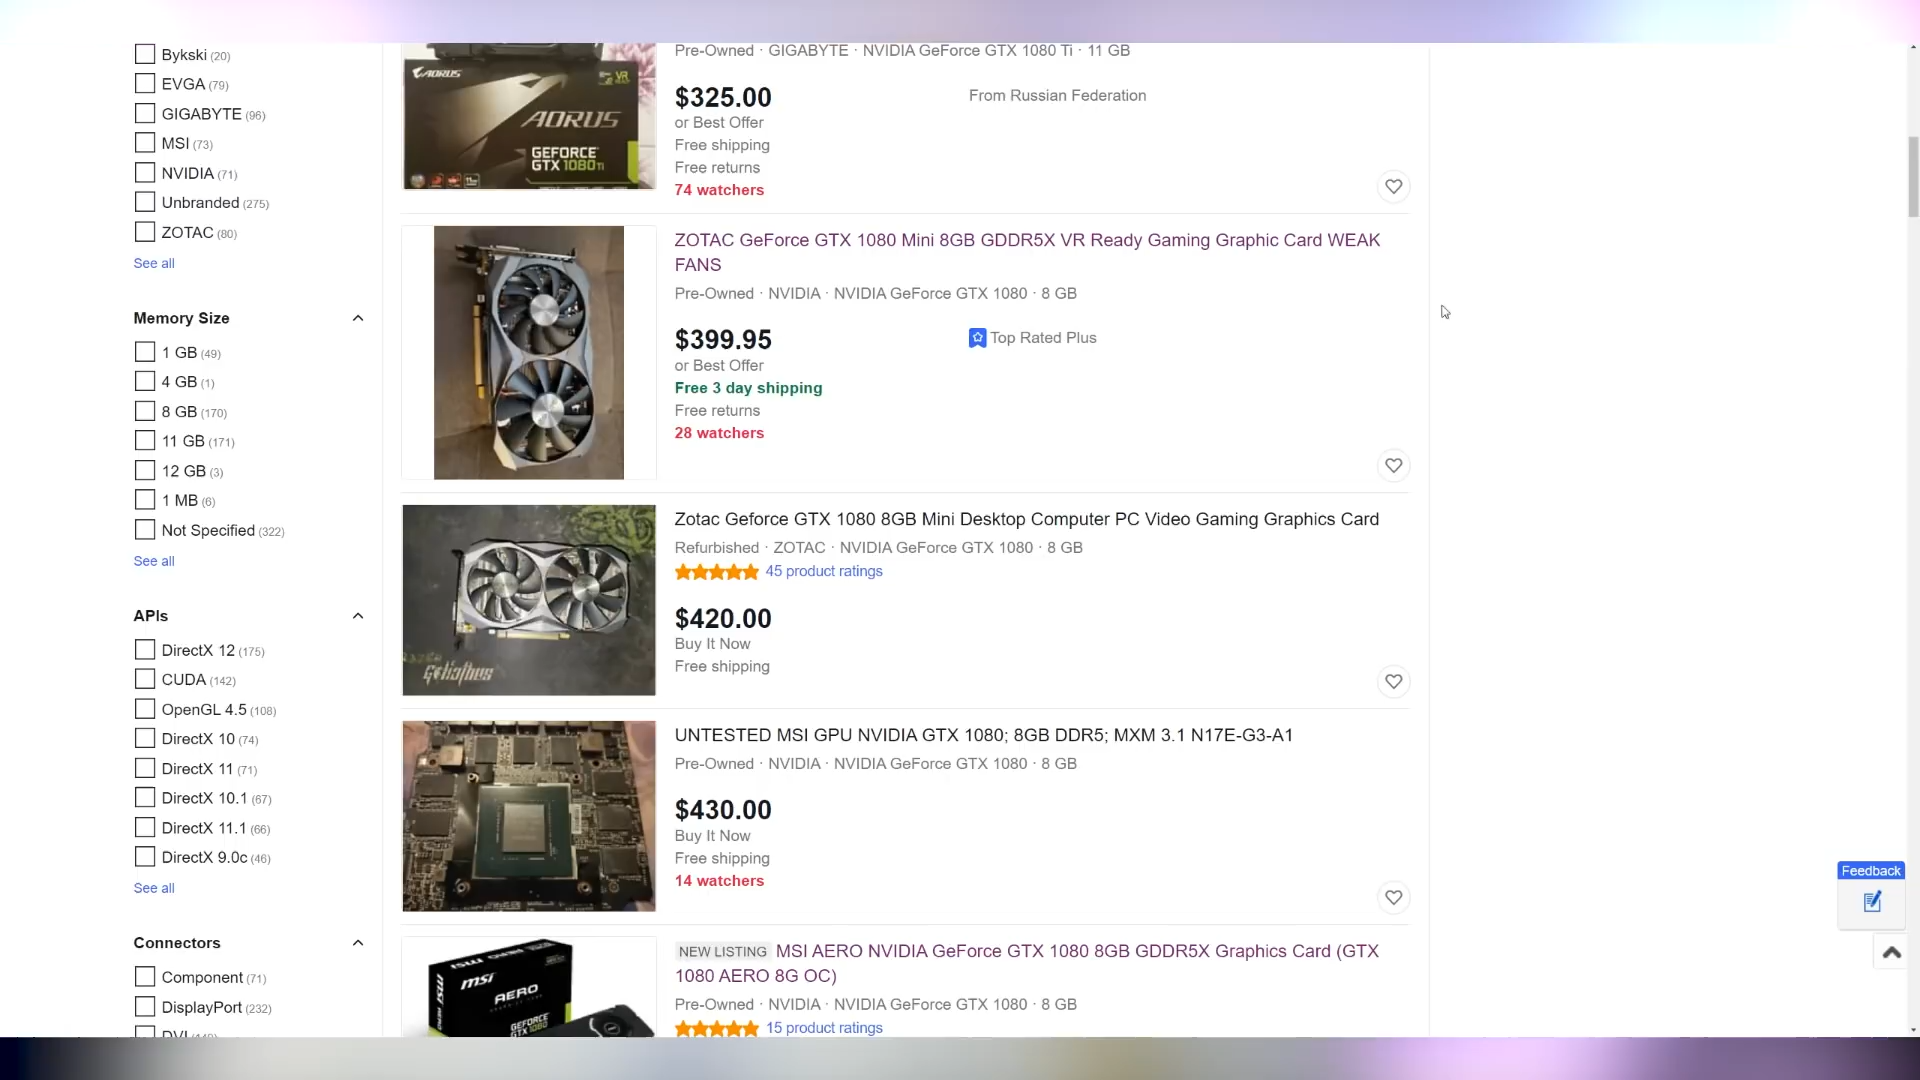 Bykski (20)
EVGA (79)
GIGABYTE (96)
MSI (73)
NVIDIA (71)
Unbranded (275)
ZOTAC (80)
See all
Memory Size
1 GB (49)
4 GB (1)
8 GB (170)
11 GB (171)
12 GB (3)
1 MB (6)
Not Specified (322)
See all
APIs
DirectX 12 (175)
CUDA (142)
OpenGL 4.5 (108)
DirectX 10 (74)
DirectX 11 (71)
DirectX 10.1 (67)
DirectX 11.1 (66)
DirectX 9.0c (46)
See all
Connectors
Component (71)
DisplayPort (232)
DVI
AORUS
VR
AORUS
GEFORCE
GTX 1080 Ti
Pre-Owned · GIGABYTE · NVIDIA GeForce GTX 1080 Ti · 11 GB
$325.00
From Russian Federation
or Best Offer
Free shipping
Free returns
74 watchers
ZOTAC GeForce GTX 1080 Mini 8GB GDDR5X VR Ready Gaming Graphic Card WEAK
FANS
Pre-Owned · NVIDIA · NVIDIA GeForce GTX 1080 · 8 GB
$399.95
Top Rated Plus
or Best Offer
Free 3 day shipping
Free returns
28 watchers
Goliathus
Zotac Geforce GTX 1080 8GB Mini Desktop Computer PC Video Gaming Graphics Card
Refurbished · ZOTAC · NVIDIA GeForce GTX 1080 · 8 GB
45 product ratings
$420.00
Buy It Now
Free shipping
UNTESTED MSI GPU NVIDIA GTX 1080; 8GB DDR5; MXM 3.1 N17E-G3-A1
Pre-Owned · NVIDIA · NVIDIA GeForce GTX 1080 · 8 GB
$430.00
Buy It Now
Free shipping
14 watchers
msi
AERO
GEFORCE
GTX 1080
MSI AERO
NEW LISTING MSI AERO NVIDIA GeForce GTX 1080 8GB GDDR5X Graphics Card (GTX
1080 AERO 8G OC)
Pre-Owned · NVIDIA · NVIDIA GeForce GTX 1080 · 8 GB
15 product ratings
Feedback